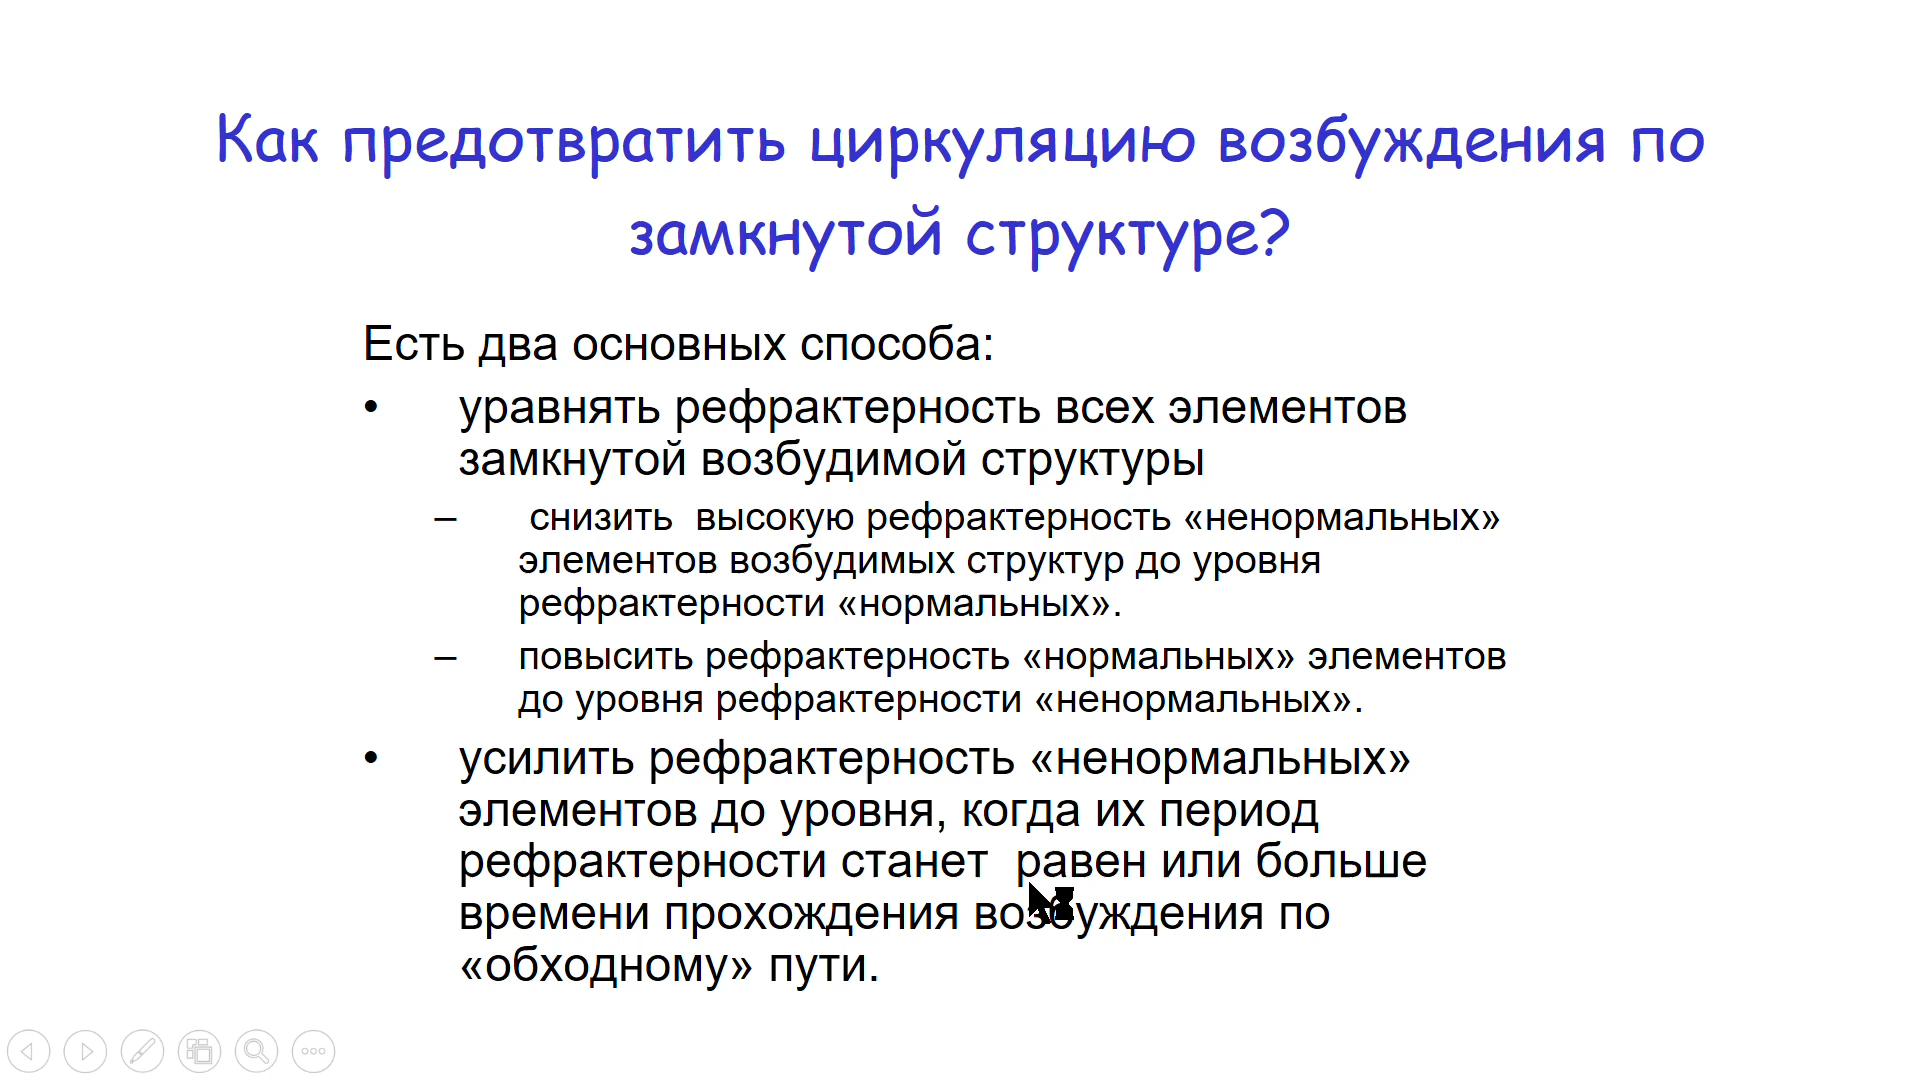 Как предотвратить циркуляцию возбуждения по
замкнутой структуре?
Есть два основных способа:
• уравнять рефрактерность всех элементов
замкнутой возбудимой структуры
– снизить высокую рефрактерность «ненормальных»
элементов возбудимых структур до уровня
рефрактерности «нормальных».
– повысить рефрактерность «нормальных» элементов
до уровня рефрактерности «ненормальных».
• усилить рефрактерность «ненормальных»
элементов до уровня, когда их период
рефрактерности станет равен или больше
времени прохождения возбуждения по
«обходному» пути.